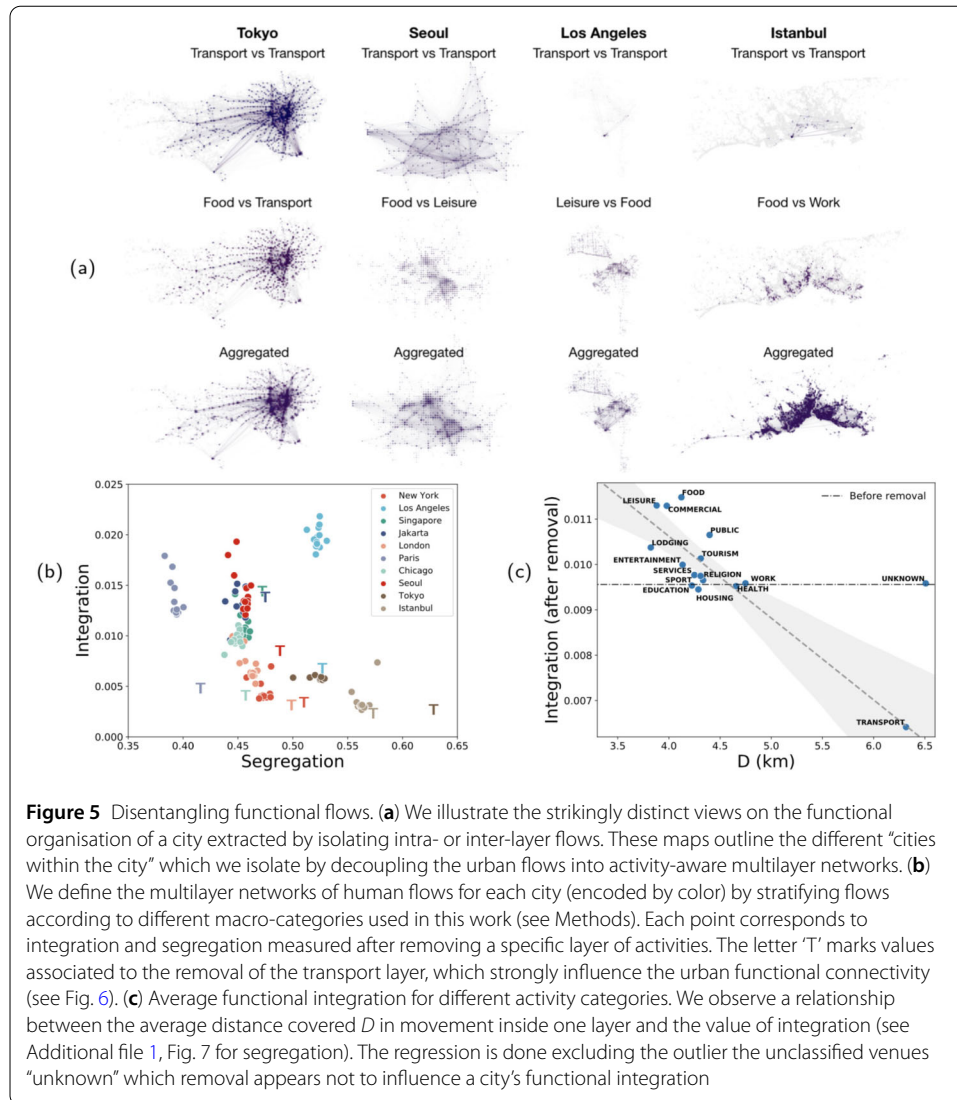 Tokyo Seoul Los Angeles Istanbul
Transport vs Transport Transport vs Transport Transport vs Transport Transport vs Transport
Food vs Transport Food vs Leisure Leisure vs Food Food vs Work
(a)
Aggregated Aggregated Aggregated Aggregated
(b)
Integration
0.025
0.020
0.015
0.010
0.005
0.000
0.35 0.40 0.45 0.50 0.55 0.60 0.65
Segregation
New York
Los Angeles
Singapore
Jakarta
London
Paris
Chicago
Seoul
Tokyo
Istanbul
T T
T
T
T T T T T T
(c)
Integration (after removal)
0.011
0.010
0.009
0.008
0.007
3.5 4.0 4.5 5.0 5.5 6.0 6.5
D (km)
Before removal
FOOD
LEISURE
COMMERCIAL
PUBLIC
LODGING
TOURISM
ENTERTAINMENT
SERVICES
RELIGION
SPORT
WORK
UNKNOWN
EDUCATION
HEALTH
HOUSING
TRANSPORT
Figure 5 Disentangling functional flows. (a) We illustrate the strikingly distinct views on the functional
organisation of a city extracted by isolating intra- or inter-layer flows. These maps outline the different “cities
within the city” which we isolate by decoupling the urban flows into activity-aware multilayer networks. (b)
We define the multilayer networks of human flows for each city (encoded by color) by stratifying flows
according to different macro-categories used in this work (see Methods). Each point corresponds to
integration and segregation measured after removing a specific layer of activities. The letter ‘T’ marks values
associated to the removal of the transport layer, which strongly influence the urban functional connectivity
(see Fig. 6). (c) Average functional integration for different activity categories. We observe a relationship
between the average distance covered D in movement inside one layer and the value of integration (see
Additional file 1, Fig. 7 for segregation). The regression is done excluding the outlier the unclassified venues
“unknown” which removal appears not to influence a city’s functional integration